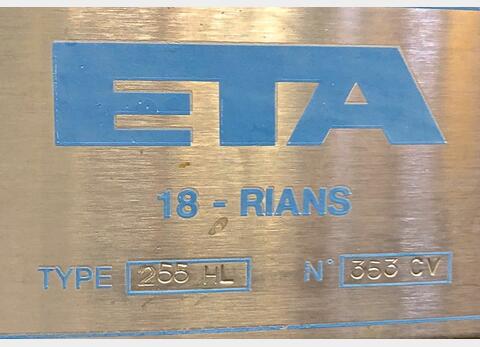 ETA
18 - RIANS
TYPE 255 HL N° 353 CV